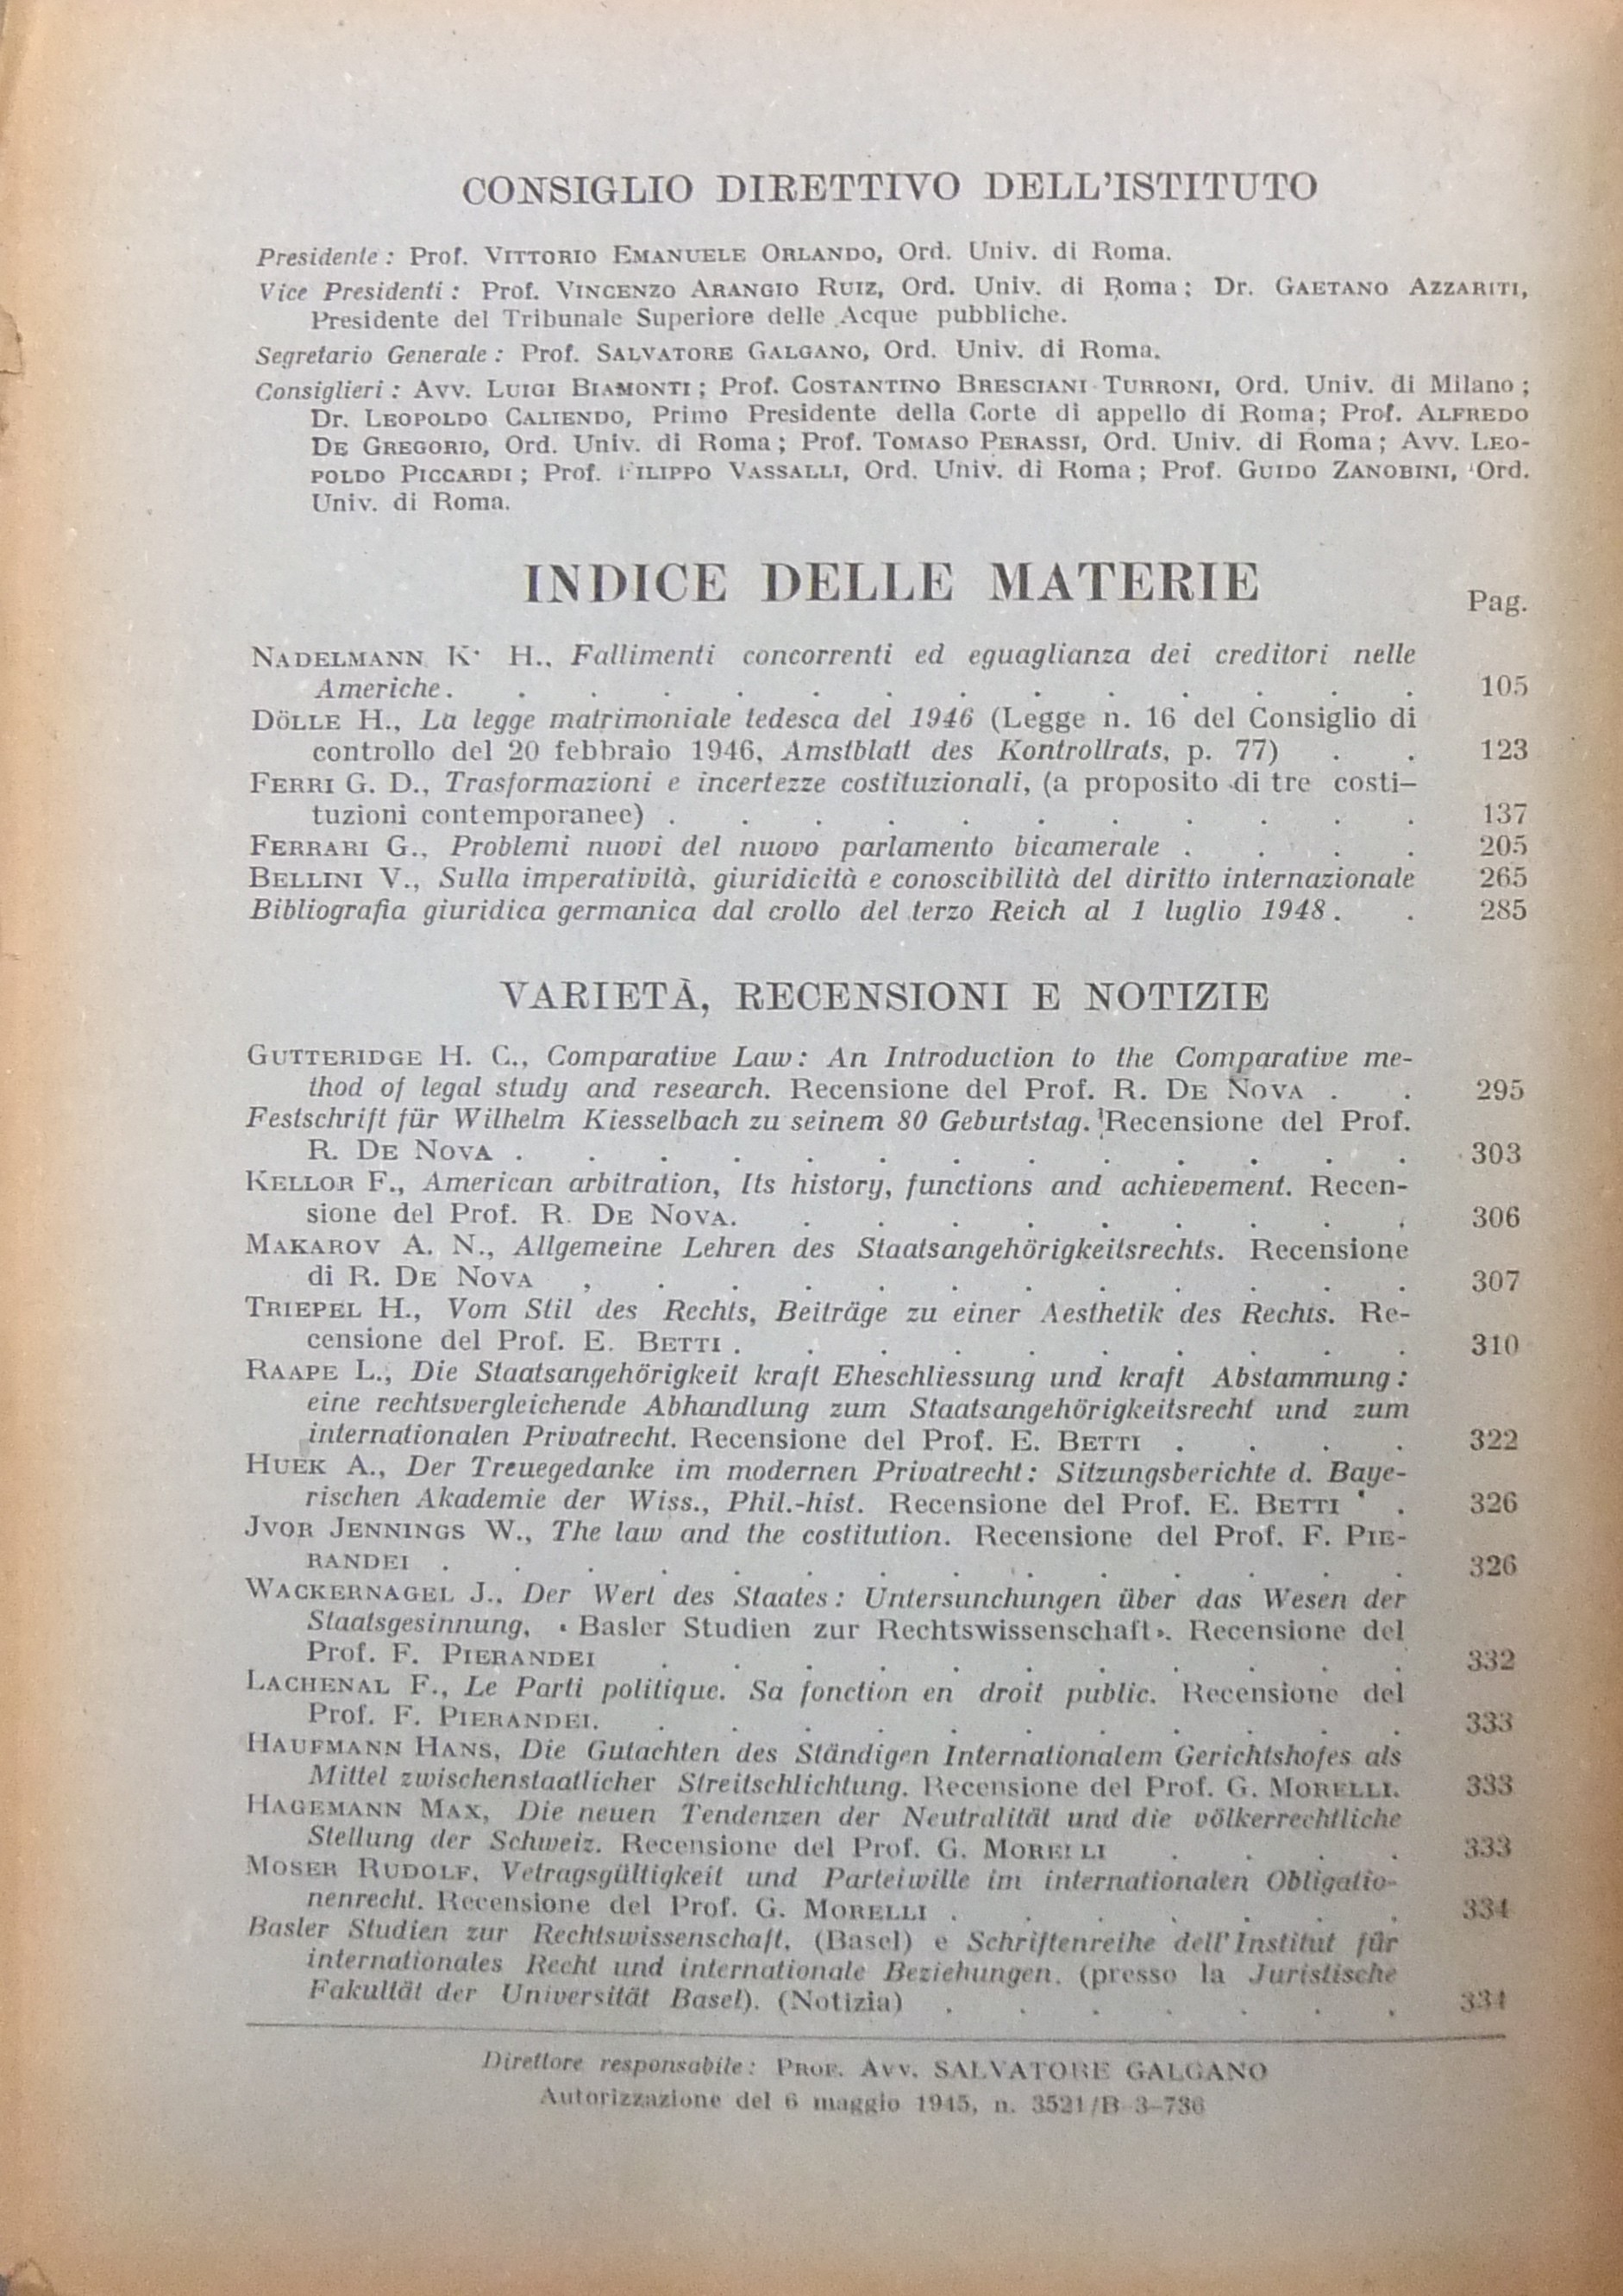 CONSIGLIO DIRETTIVO DELL'ISTITUTO
Presidente : Prof. VITTORIO EMANUELE ORLANDO, Ord. Univ. di Roma.
Vice Presidenti : Prof. VINCENZO ARANGIO RUIZ, Ord. Univ. di Roma ; Dr. GAETANO AZZARITI,
Presidente del Tribunale Superiore delle Acque pubbliche.
Segretario Generale : Prof. SALVATORE GALGANO, Ord. Univ. di Roma.
Consiglieri : Avv. LUIGI BIAMONTI ; Prof. COSTANTINO BRESCIANI TURRONI, Ord. Univ. di Milano ;
Dr. LEOPOLDO CALIENDO, Primo Presidente della Corte di appello di Roma; Prof. ALFREDO
DE GREGORIO, Ord. Univ. di Roma ; Prof. TOMASO PERASSI, Ord. Univ. di Roma ; Avv. LEO-
POLDO PICCARDI ; Prof. FILIPPO VASSALLI, Ord. Univ. di Roma ; Prof. GUIDO ZANOBINI, Ord.
Univ. di Roma.
INDICE DELLE MATERIE
Pag.
NADELMANN K. H., Fallimenti concorrenti ed eguaglianza dei creditori nelle
Americhe . . . . . . . . . . . . . . 105
DÖLLE H., La legge matrimoniale tedesca del 1946 (Legge n. 16 del Consiglio di
controllo del 20 febbraio 1946, Amstblatt des Kontrollrats, p. 77) . . 123
FERRI G. D., Trasformazioni e incertezze costituzionali, (a proposito di tre costi-
tuzioni contemporanee) . . . . . . . . . . . 137
FERRARI G., Problemi nuovi del nuovo parlamento bicamerale . . . . 205
BELLINI V., Sulla imperatività, giuridicità e conoscibilità del diritto internazionale 265
Bibliografia giuridica germanica dal crollo del terzo Reich al 1 luglio 1948 . . 285
VARIETÀ, RECENSIONI E NOTIZIE
GUTTERIDGE H. C., Comparative Law : An Introduction to the Comparative me-
thod of legal study and research. Recensione del Prof. R. DE NOVA . . 295
Festschrift für Wilhelm Kiesselbach zu seinem 80 Geburtstag. Recensione del Prof.
R. DE NOVA . . . . . . . . . . . . . 303
KELLOR F., American arbitration, Its history, functions and achievement. Recen-
sione del Prof. R. DE NOVA. . . . . . . . . . 306
MAKAROV A. N., Allgemeine Lehren des Staatsangehörigkeitsrechts. Recensione
di R. DE NOVA , . . . . . . . . . . . 307
TRIEPEL H., Vom Stil des Rechts, Beiträge zu einer Aesthetik des Rechts. Re-
censione del Prof. E. BETTI . . . . . . . . . . 310
RAAPE L., Die Staatsangehörigkeit kraft Eheschliessung und kraft Abstammung :
eine rechtsvergleichende Abhandlung zum Staatsangehörigkeitsrecht und zum
internationalen Privatrecht. Recensione del Prof. E. BETTI . . . . 322
HUEK A., Der Treuegedanke im modernen Privatrecht : Sitzungsberichte d. Baye-
rischen Akademie der Wiss., Phil.-hist. Recensione del Prof. E. BETTI . 326
JVOR JENNINGS W., The law and the costitution. Recensione del Prof. F. PIE-
RANDEI . . . . . . . . . . . . . . 326
WACKERNAGEL J., Der Wert des Staates : Untersunchungen über das Wesen der
Staatsgesinnung, « Basler Studien zur Rechtswissenschaft ». Recensione del
Prof. F. PIERANDEI . . . . . . . . . . . 332
LACHENAL F., Le Parti politique. Sa fonction en droit public. Recensione del
Prof. F. PIERANDEI. . . . . . . . . . . . 333
HAUFMANN HANS, Die Gutachten des Ständigen Internationalem Gerichtshofes als
Mittel zwischenstaatlicher Streitschlichtung. Recensione del Prof. G. MORELLI. 333
HAGEMANN MAX, Die neuen Tendenzen der Neutralität und die völkerrechtliche
Stellung der Schweiz. Recensione del Prof. G. MORELLI . . . . 333
MOSER RUDOLF, Vetragsgültigkeit und Parteiwille im internationalen Obligatio-
nenrecht. Recensione del Prof. G. MORELLI . . . . . . . 334
Basler Studien zur Rechtswissenschaft, (Basel) e Schriftenreihe dell'Institut für
internationales Recht und internationale Beziehungen, (presso la Juristische
Fakultät der Universität Basel). (Notizia) . . . . . . . 334
Direttore responsabile : PROF. AVV. SALVATORE GALGANO
Autorizzazione del 6 maggio 1945, n. 3521/B 3-736